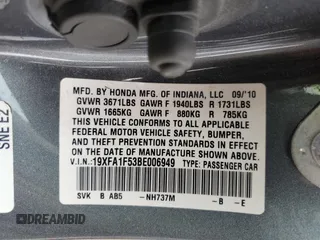 MFD. BY HONDA MFG. OF INDIANA, LLC 09/'10
GVWR 3671LBS GAWR F 1940LBS R 1731LBS
GVWR 1665KG GAWR F 880KG R 785KG
THIS VEHICLE CONFORMS TO ALL APPLICABLE
FEDERAL MOTOR VEHICLE SAFETY, BUMPER,
AND THEFT PREVENTION STANDARDS IN EFFECT
ON THE DATE OF MANUFACTURE SHOWN ABOVE.
V.I.N.: 19XFA1F53BE006949 TYPE: PASSENGER CAR
SVK B AB5 -NH737M -B -E
SNE EZ
DREAMBID .com